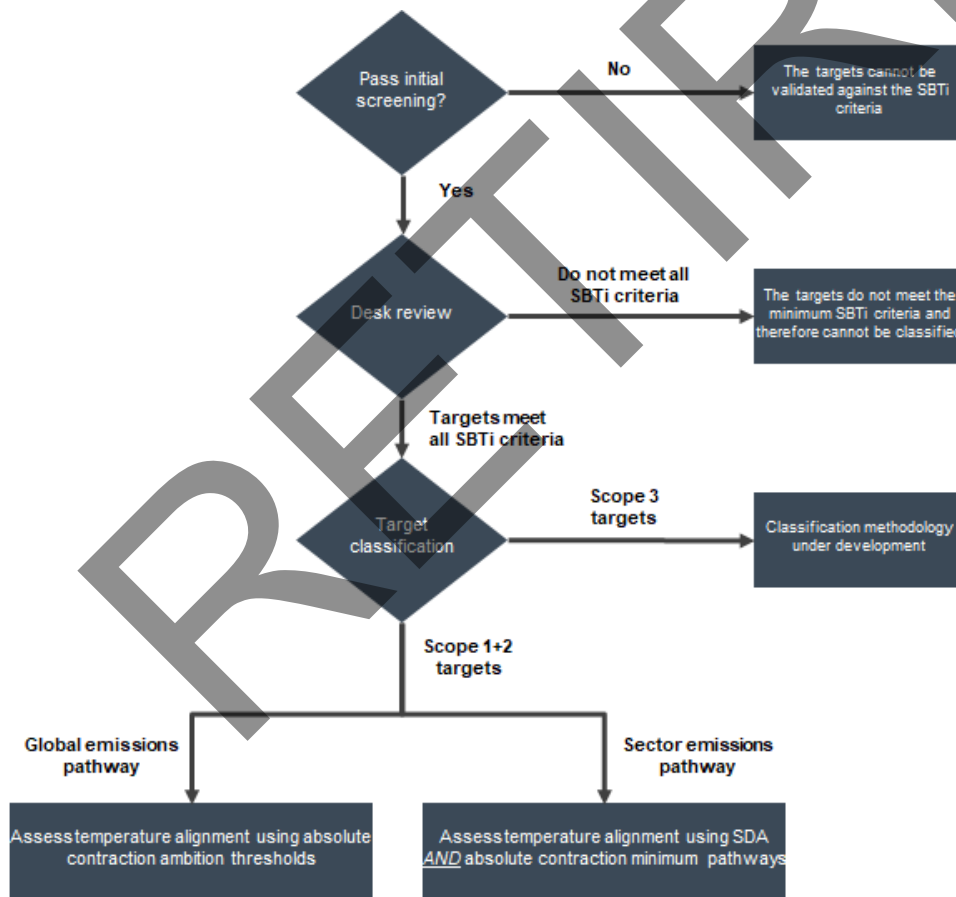 Pass initial
screening?
No
The targets cannot be
validated against the SBTi
criteria
Yes
Desk review
Do not meet all
SBTi criteria
The targets do not meet the
minimum SBTi criteria and
therefore cannot be classified
Targets meet
all SBTi criteria
Target
classification
Scope 3
targets
Classification methodology
under development
Scope 1+2
targets
Global emissions
pathway
Sector emissions
pathway
Assess temperature alignment using absolute
contraction ambition thresholds
Assess temperature alignment using SDA
AND absolute contraction minimum pathways
RETIR